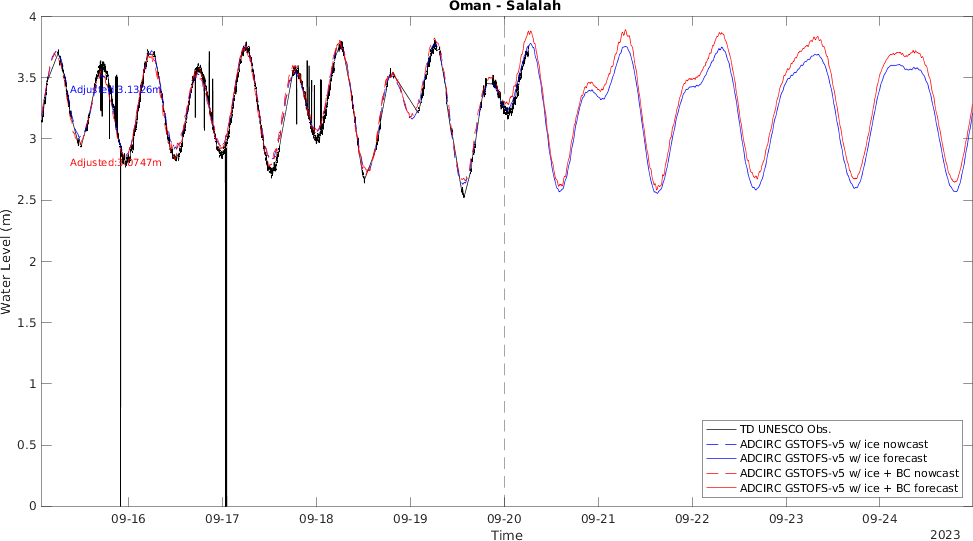 Oman - Salalah
4
3.5
3
2.5
2
1.5
1
0.5
0
Water Level (m)
Adjusted:3.1326m
TD UNESCO Obs.
ADCIRC GSTOFS-v5 w/ ice nowcast
ADCIRC GSTOFS-v5 w/ ice forecast
ADCIRC GSTOFS-v5 w/ ice + BC nowcast
ADCIRC GSTOFS-v5 w/ ice + BC forecast
09-16
09-17
09-18
09-19
09-20
09-21
09-22
09-23
09-24
Time
2023